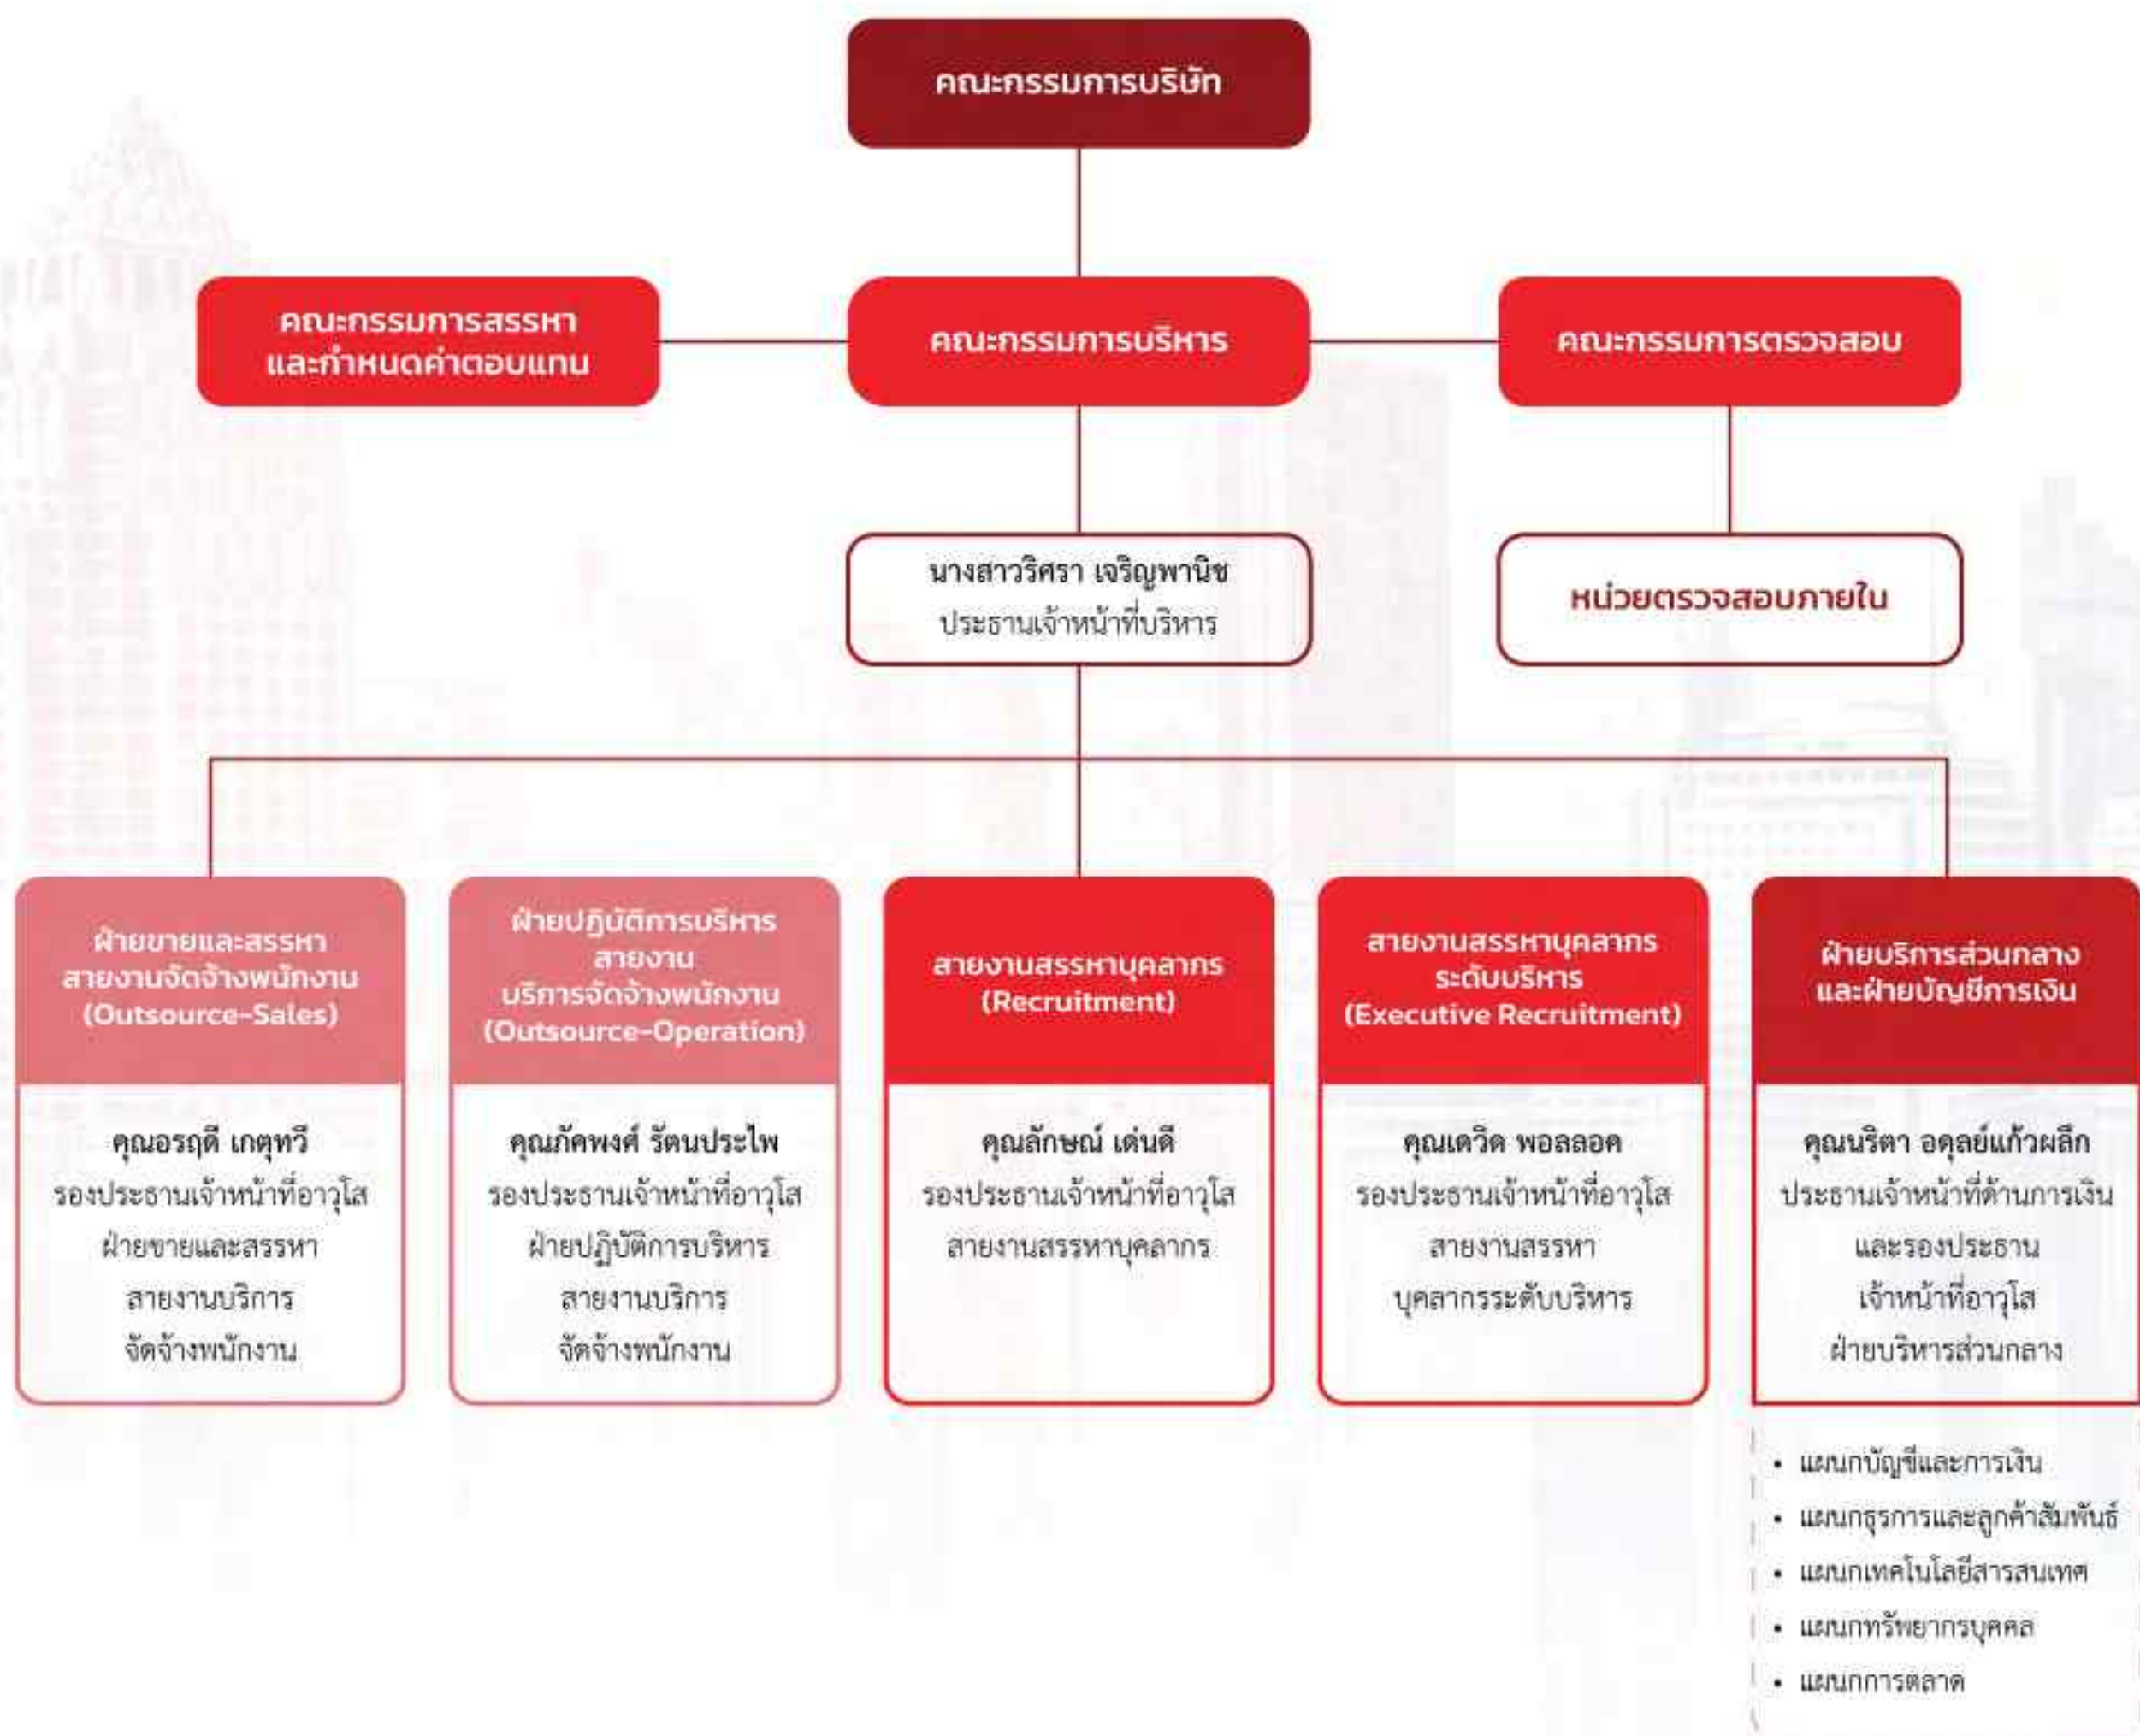 คณะกรรมการบริษัท
คณะกรรมการสรรหา
และกำหนดค่าตอบแทน
คณะกรรมการบริหาร
คณะกรรมการตรวจสอบ
นางสาวริศรา เจริญพานิช
ประธานเจ้าหน้าที่บริหาร
หน่วยตรวจสอบภายใน
ฝ่ายขายและสรรหา
สายงานจัดจ้างพนักงาน
(Outsource-Sales)
คุณอรฤดี เกตุทวี
รองประธานเจ้าหน้าที่อาวุโส
ฝ่ายขายและสรรหา
สายงานบริการ
จัดจ้างพนักงาน
ฝ่ายปฏิบัติการบริหาร
สายงาน
บริการจัดจ้างพนักงาน
(Outsource-Operation)
คุณภัคพงศ์ รัตนประไพ
รองประธานเจ้าหน้าที่อาวุโส
ฝ่ายปฏิบัติการบริหาร
สายงานบริการ
จัดจ้างพนักงาน
สายงานสรรหาบุคลากร
(Recruitment)
คุณลักษณ์ เด่นดี
รองประธานเจ้าหน้าที่อาวุโส
สายงานสรรหาบุคลากร
สายงานสรรหาบุคลากร
ระดับบริหาร
(Executive Recruitment)
คุณเดวิด พอลลอค
รองประธานเจ้าหน้าที่อาวุโส
สายงานสรรหา
บุคลากรระดับบริหาร
ฝ่ายบริการส่วนกลาง
และฝ่ายบัญชีการเงิน
คุณนริตา อดุลย์แก้วผลึก
ประธานเจ้าหน้าที่ด้านการเงิน
และรองประธาน
เจ้าหน้าที่อาวุโส
ฝ่ายบริหารส่วนกลาง
• แผนกบัญชีและการเงิน
• แผนกธุรการและลูกค้าสัมพันธ์
• แผนกเทคโนโลยีสารสนเทศ
• แผนกทรัพยากรบุคคล
• แผนกการตลาด